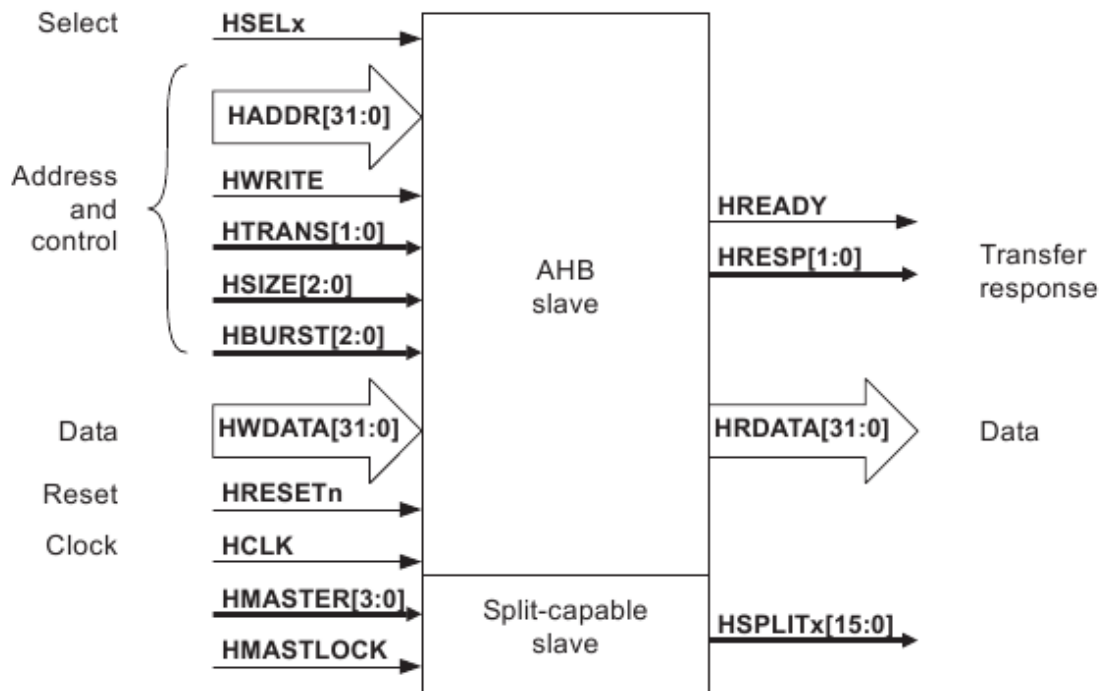 Select
HSELx
HADDR[31:0]
Address
and
control
HWRITE
HTRANS[1:0]
HSIZE[2:0]
HBURST[2:0]
Data
HWDATA[31:0]
Reset
HRESETn
Clock
HCLK
HMASTER[3:0]
HMASTLOCK
AHB
slave
Split-capable
slave
HREADY
HRESP[1:0]
Transfer
response
HRDATA[31:0]
Data
HSPLITx[15:0]